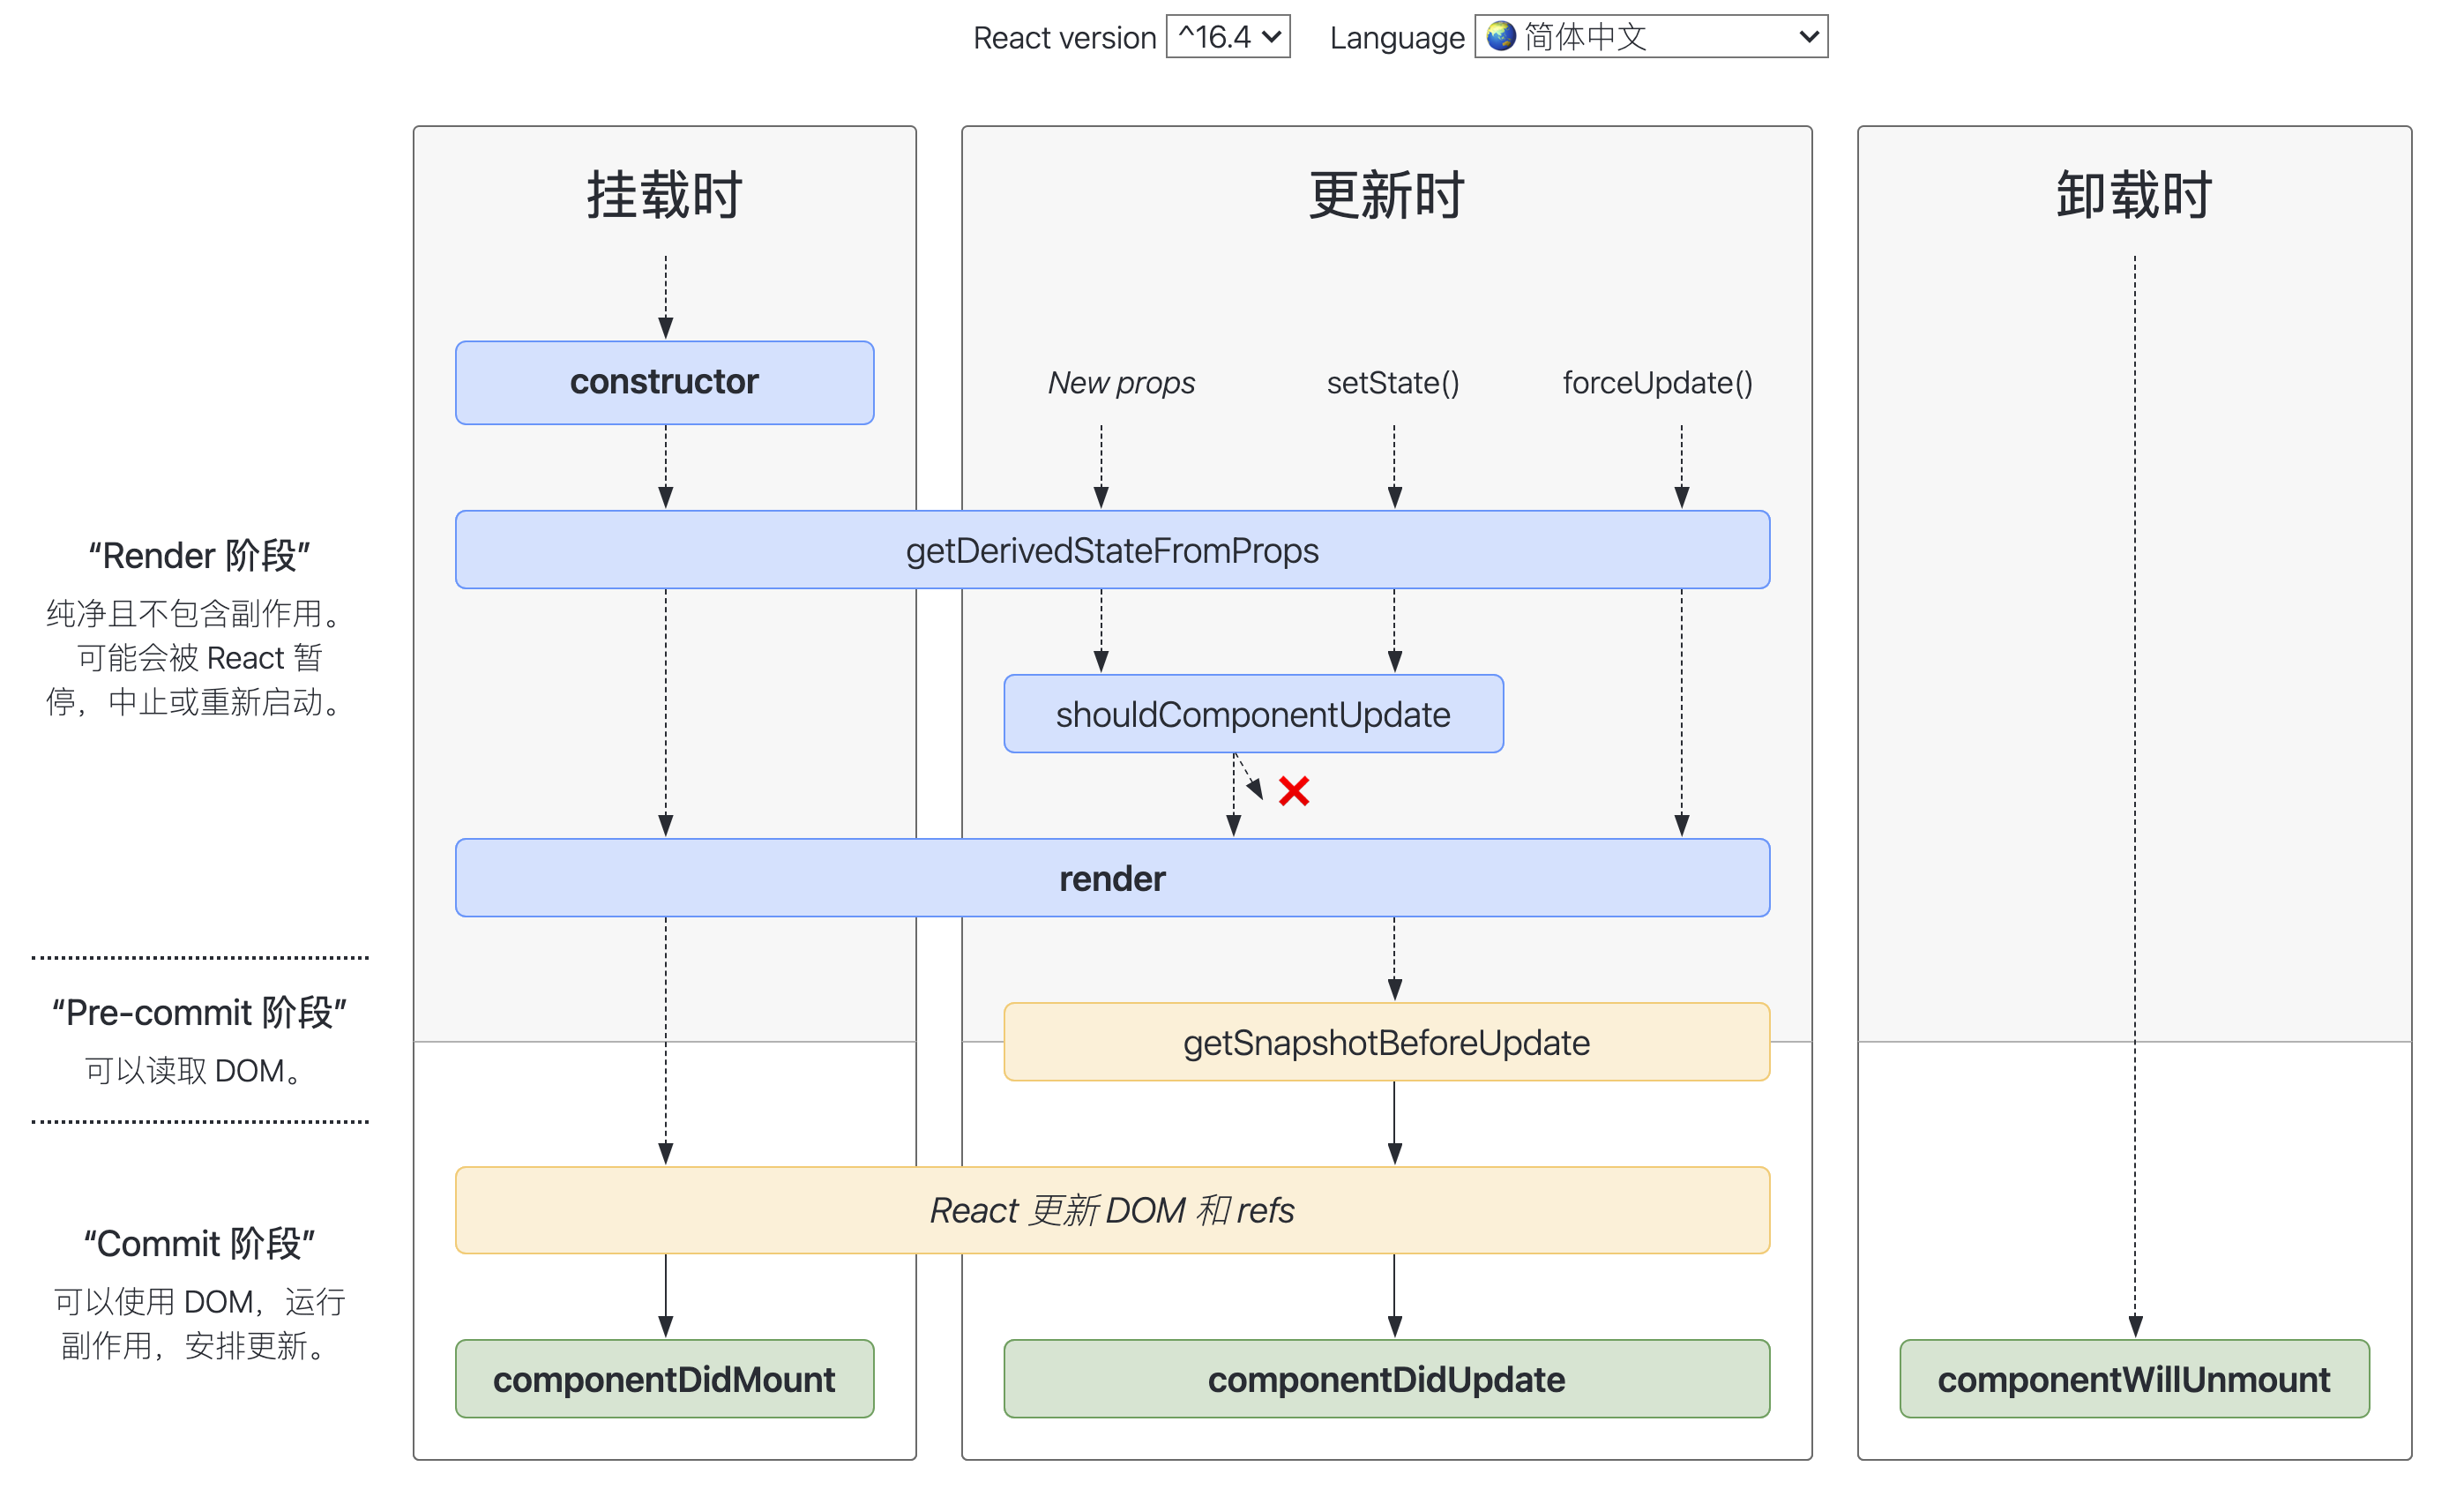 React version ^16.4 Language 🌏 简体中文
挂载时
更新时
卸载时
constructor
New props
setState()
forceUpdate()
getDerivedStateFromProps
“Render 阶段”
纯净且不包含副作用。
可能会被 React 暂
停，中止或重新启动。
shouldComponentUpdate
render
“Pre-commit 阶段”
可以读取 DOM。
getSnapshotBeforeUpdate
React 更新 DOM 和 refs
“Commit 阶段”
可以使用 DOM，运行
副作用，安排更新。
componentDidMount
componentDidUpdate
componentWillUnmount